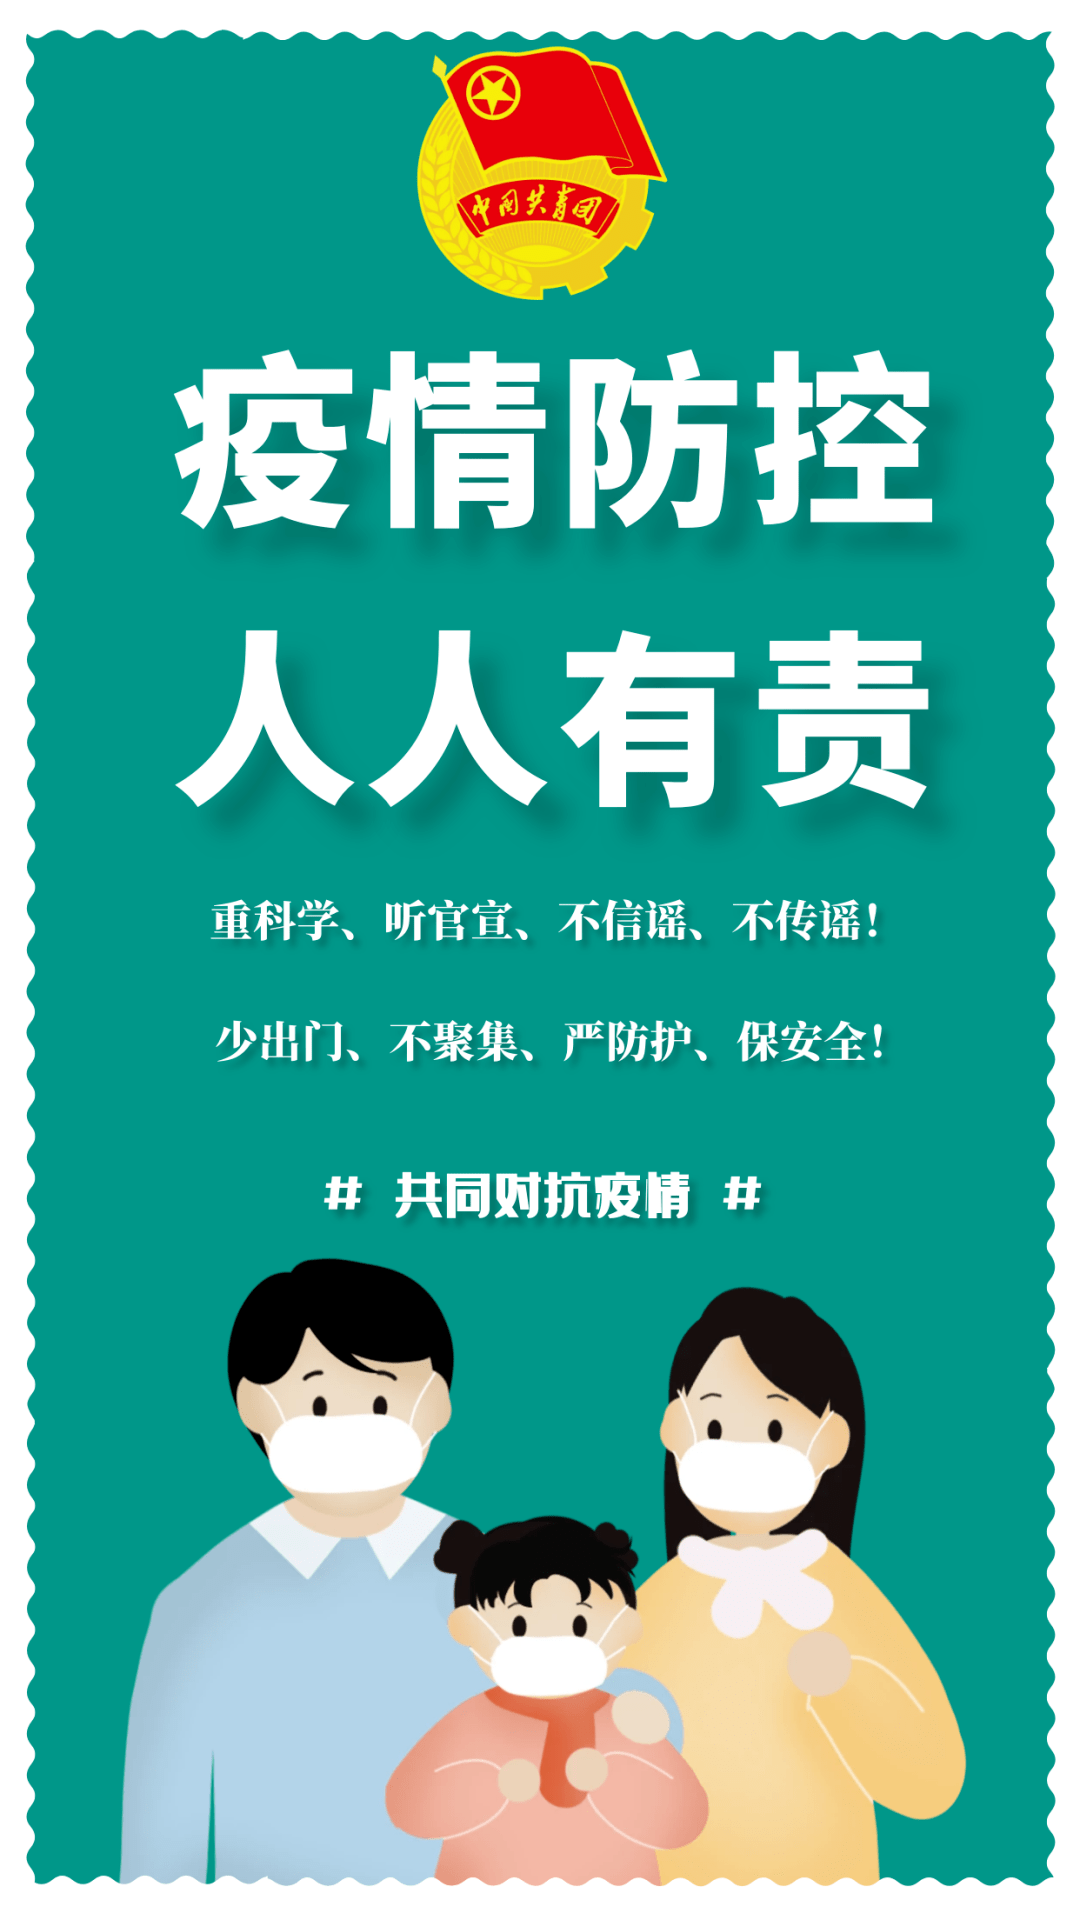 中国共青团
疫情防控
人人有责
重科学、听官宣、不信谣、不传谣！
少出门、不聚集、严防护、保安全！
# 共同对抗疫情 #